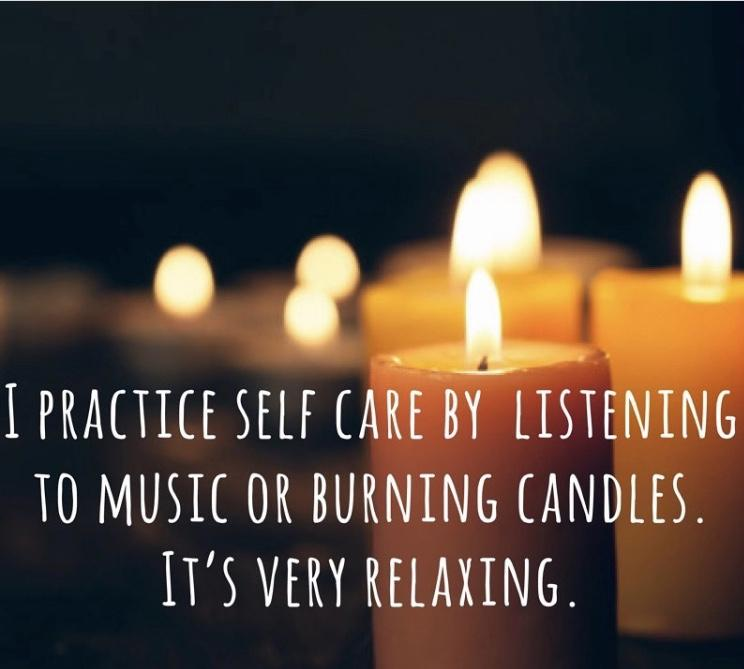 I PRACTICE SELF CARE BY LISTENING
TO MUSIC OR BURNING CANDLES.
IT'S VERY RELAXING.